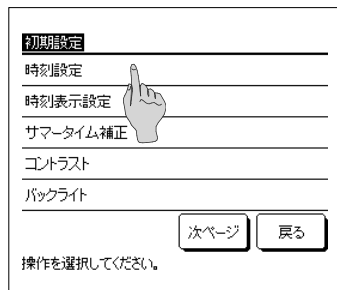 初期設定
時刻設定
時刻表示設定
サマータイム補正
コントラスト
バックライト
次ページ 戻る
操作を選択してください。